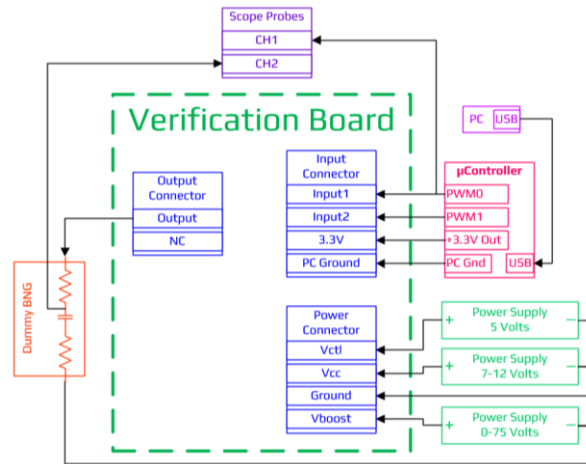 Scope Probes
CH1
CH2
Verification Board
PC USB
Input
Connector
Input1
Input2
3.3V
PC Ground
µController
PWM0
PWM1
+3.3V Out
PC Gnd USB
Output
Connector
Output
NC
Dummy BNG
Power
Connector
Vctl
Vcc
Ground
Vboost
+ Power Supply −
5 Volts
+ Power Supply −
7-12 Volts
+ Power Supply −
0-75 Volts